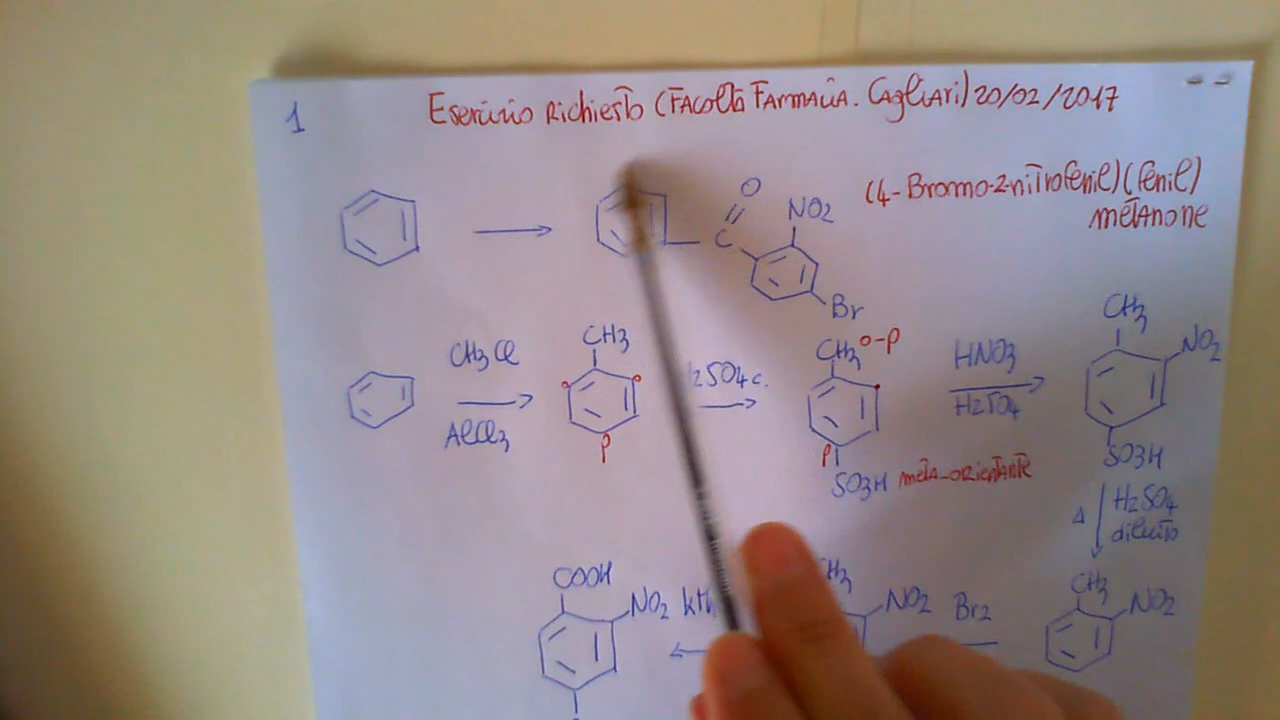 1
Esercizio Richiesto (Facoltà Farmacia. Cagliari) 20/02/2017
O
C
NO2
Br
(4-Bromo-2-nitrofenil)(fenil)
metanone
CH3Cl
AlCl3
CH3
o o
p
2SO4 c.
CH3 o-p
p
SO3H meta-orientante
HNO3
H2SO4
CH3
NO2
SO3H
Δ H2SO4
diluito
CH3
NO2
Br2
NO2
COOH
NO2